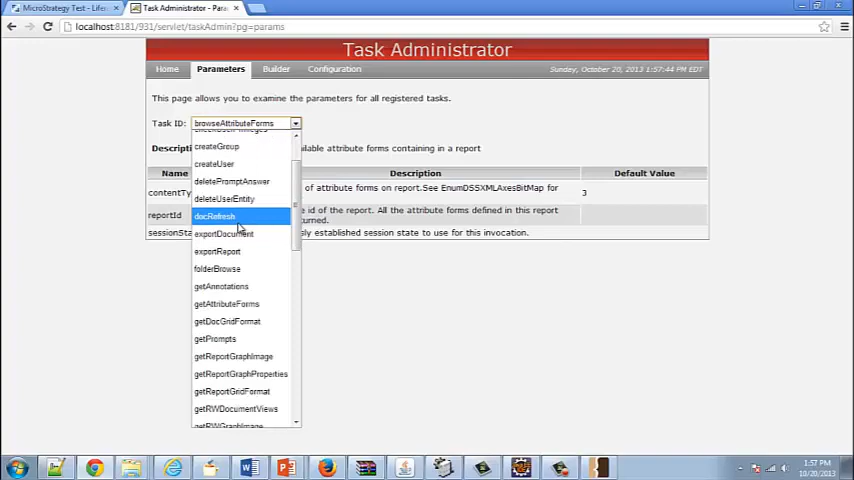 MicroStrategy Test - Lifer
Task Administrator - Para
localhost:8181/931/servlet/taskAdmin?pg=params
Task Administrator
Home Parameters Builder Configuration Sunday, October 20, 2013 1:57:44 PM
This page allows you to examine the parameters for all registered tasks.
Task ID: browseAttributeForms
createGroup
createUser
deletePromptAnswer
deleteUserEntity
docRefresh
exportDocument
exportReport
folderBrowse
getAnnotations
getAttributeForms
getDocGridFormat
getPrompts
getReportGraphImage
getReportGraphProperties
getReportGridFormat
getRWDocumentViews
getRWGraphImage
Descri ailable attribute forms containing in a report
Name Description Default Value
contentTy of attribute forms on report.See EnumDSSXMLAxesBitMap for 3
reportId e id of the report. All the attribute forms defined in this report
turned.
sessionSta ly established session state to use for this invocation.
1:57 PM
10/20/2013